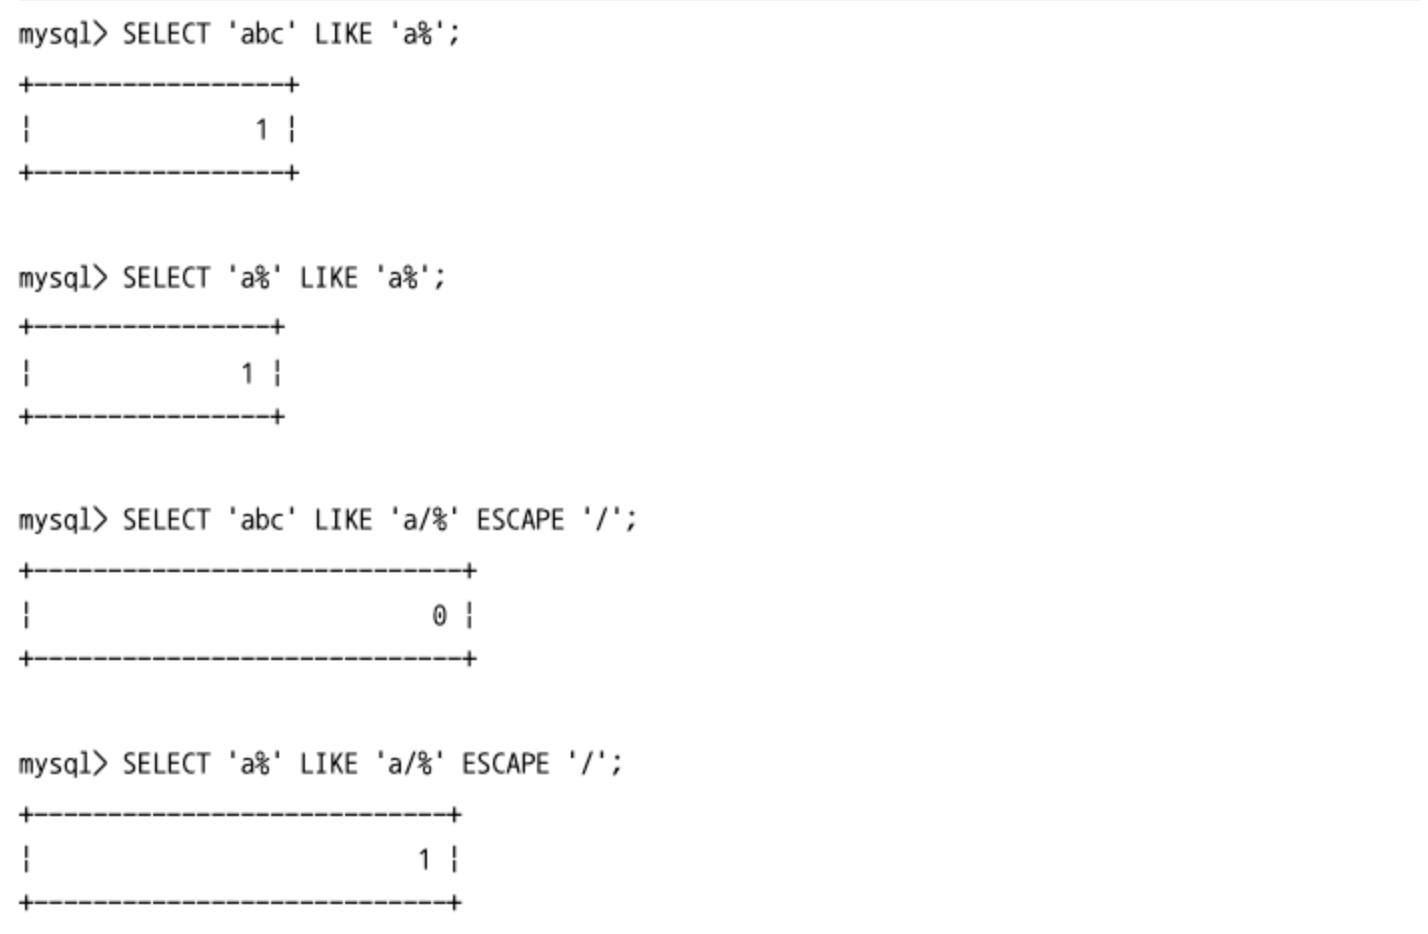 mysql> SELECT 'abc' LIKE 'a%';
+-----------------+
¦               1 ¦
+-----------------+
mysql> SELECT 'a%' LIKE 'a%';
+----------------+
¦              1 ¦
+----------------+
mysql> SELECT 'abc' LIKE 'a/%' ESCAPE '/';
+-----------------------------+
¦                           0 ¦
+-----------------------------+
mysql> SELECT 'a%' LIKE 'a/%' ESCAPE '/';
+----------------------------+
¦                          1 ¦
+----------------------------+